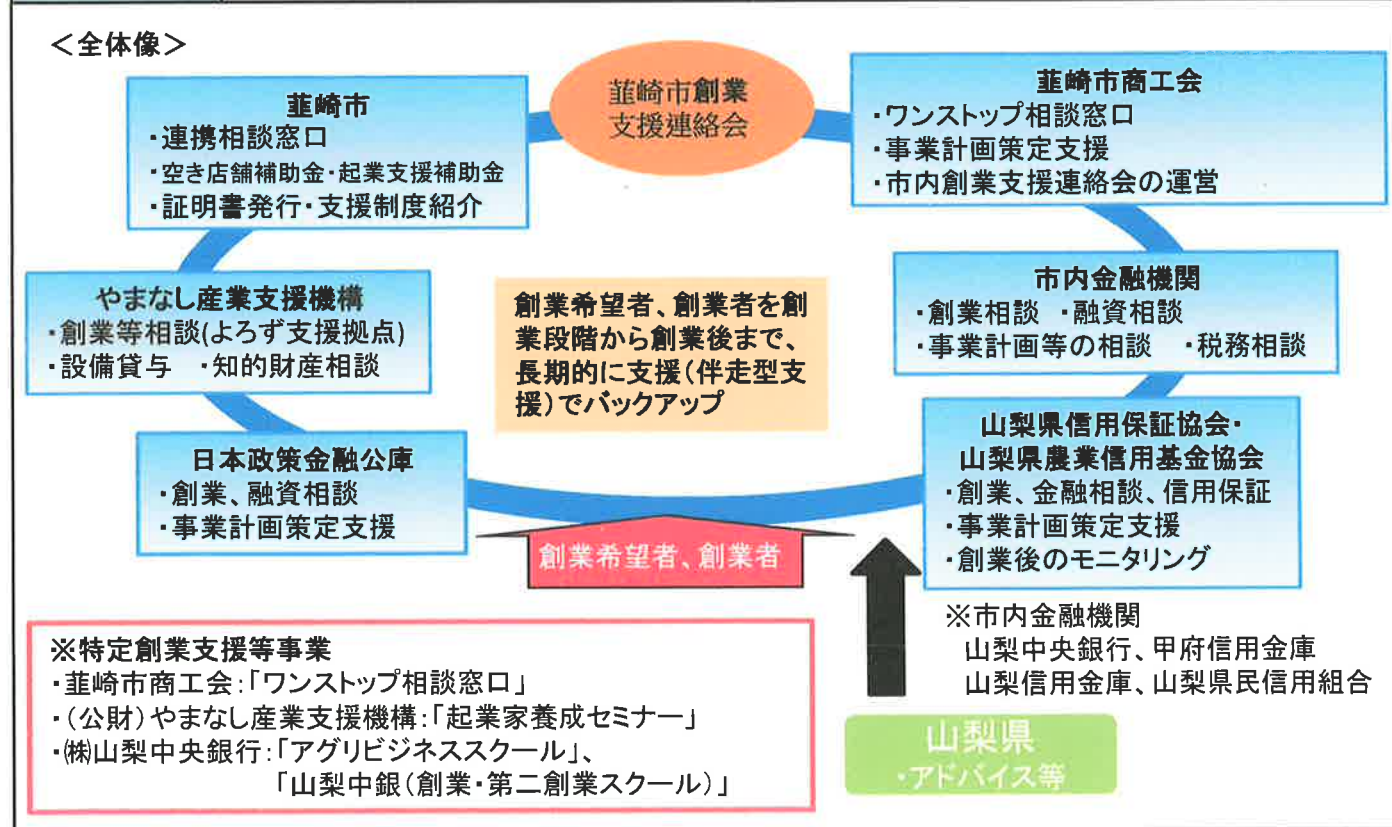 ＜全体像＞
韮崎市創業
支援連絡会
韮崎市
・連携相談窓口
・空き店舗補助金・起業支援補助金
・証明書発行・支援制度紹介
韮崎市商工会
・ワンストップ相談窓口
・事業計画策定支援
・市内創業支援連絡会の運営
やまなし産業支援機構
・創業等相談(よろず支援拠点)
・設備貸与　・知的財産相談
創業希望者、創業者を創
業段階から創業後まで、
長期的に支援(伴走型支
援)でバックアップ
市内金融機関
・創業相談　・融資相談
・事業計画等の相談　・税務相談
日本政策金融公庫
・創業、融資相談
・事業計画策定支援
山梨県信用保証協会・
山梨県農業信用基金協会
・創業、金融相談、信用保証
・事業計画策定支援
・創業後のモニタリング
創業希望者、創業者
※市内金融機関
山梨中央銀行、甲府信用金庫
山梨信用金庫、山梨県民信用組合
※特定創業支援等事業
・韮崎市商工会：「ワンストップ相談窓口」
・(公財)やまなし産業支援機構：「起業家養成セミナー」
・㈱山梨中央銀行：「アグリビジネススクール」、
「山梨中銀(創業・第二創業スクール)」
山梨県
・アドバイス等